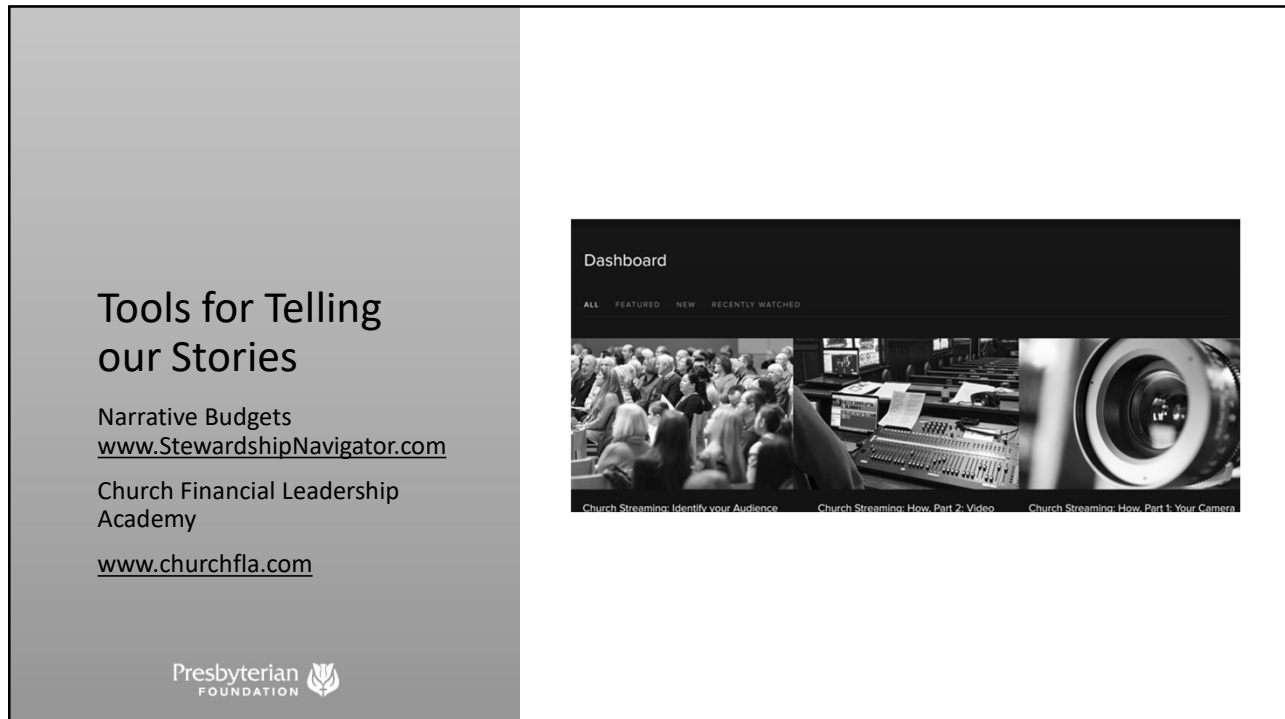 Tools for Telling
our Stories
Narrative Budgets
www.StewardshipNavigator.com
Church Financial Leadership
Academy
www.churchfla.com
Presbyterian
FOUNDATION
Dashboard
ALL FEATURED NEW RECENTLY WATCHED
Church Streaming: Identify your Audience Church Streaming: How, Part 2: Video Church Streaming: How, Part 1: Your Camera